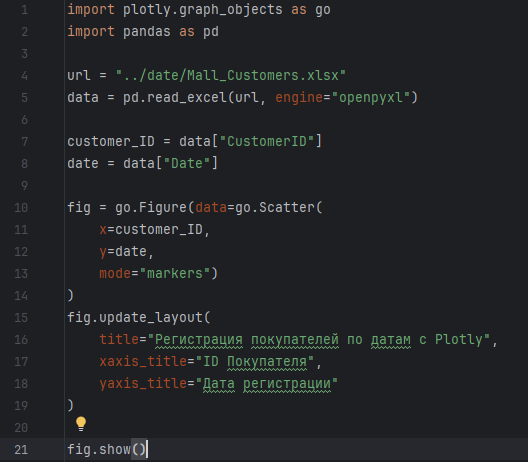 1 import plotly.graph_objects as go
2 import pandas as pd
3
4 url = "../date/Mall_Customers.xlsx"
5 data = pd.read_excel(url, engine="openpyxl")
6
7 customer_ID = data["CustomerID"]
8 date = data["Date"]
9
10 fig = go.Figure(data=go.Scatter(
11     x=customer_ID,
12     y=date,
13     mode="markers")
14 )
15 fig.update_layout(
16     title="Регистрация покупателей по датам с Plotly",
17     xaxis_title="ID Покупателя",
18     yaxis_title="Дата регистрации"
19 )
20
21 fig.show()